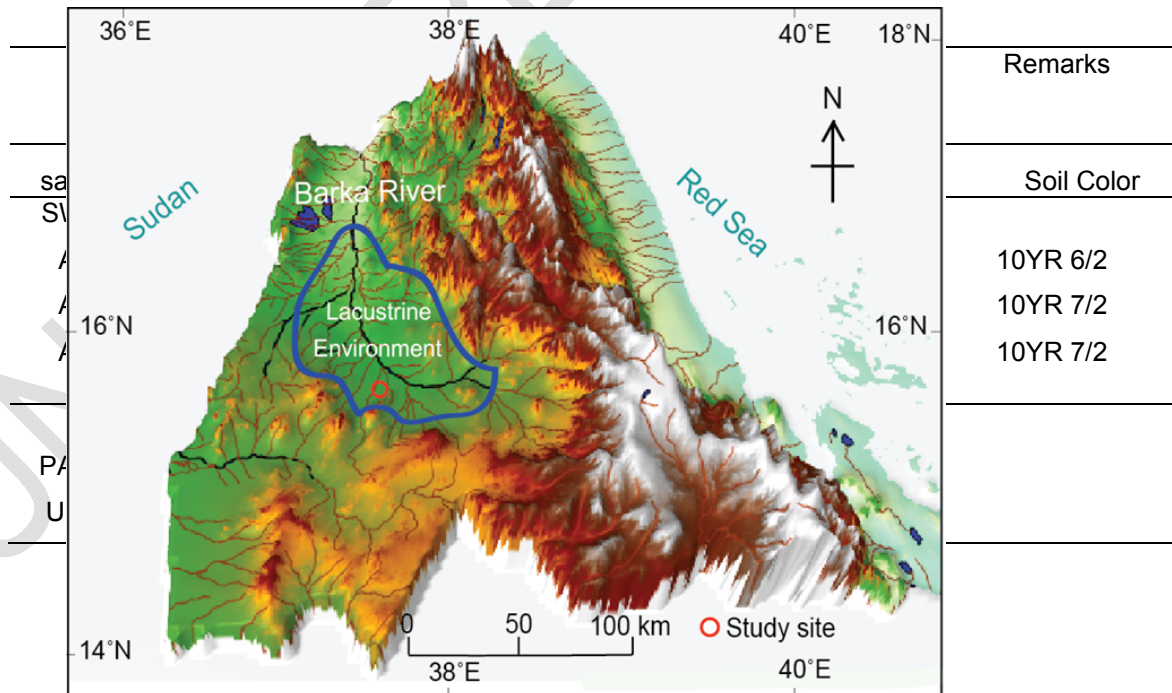 36°E 38°E 40°E 18°N
Remarks
N
Sudan
Barka River
Red Sea
Soil Color
10YR 6/2
16°N
Lacustrine
Environment
16°N
10YR 7/2
10YR 7/2
0 50 100 km
Study site
14°N
38°E 40°E